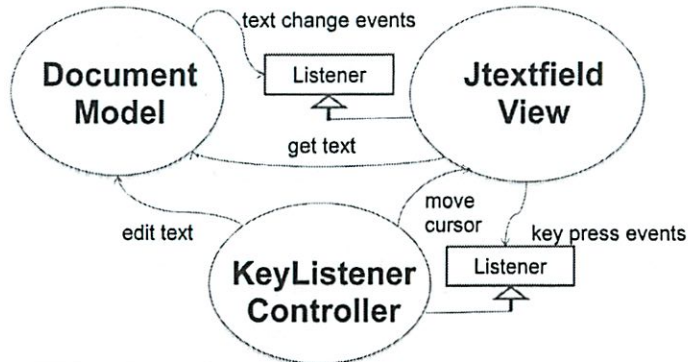 text change events
Document
Model
Listener
Jtextfield
View
get text
edit text
move
cursor
key press events
KeyListener
Controller
Listener